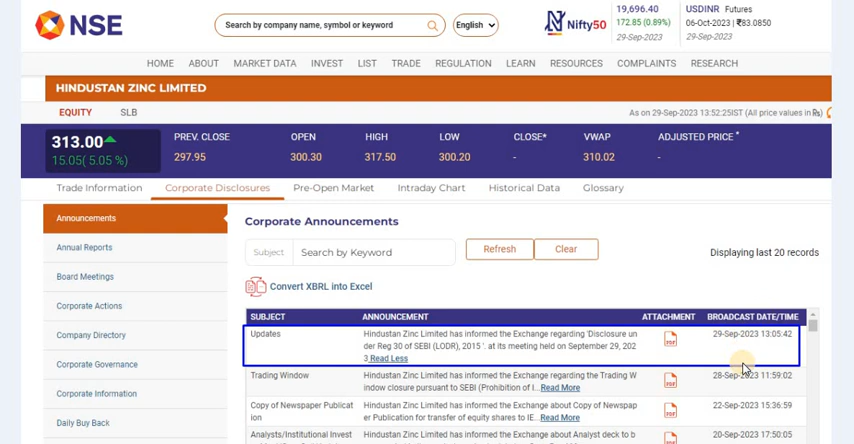 NSE
Search by company name, symbol or keyword
English
Nifty50
19,696.40
172.85 (0.89%)
29-Sep-2023
USDINR Futures
06-Oct-2023 | ₹83.0850
29-Sep-2023
HOME ABOUT MARKET DATA INVEST LIST TRADE REGULATION LEARN RESOURCES COMPLAINTS RESEARCH
HINDUSTAN ZINC LIMITED
EQUITY SLB
As on 29-Sep-2023 13:52:25IST (All price values in ₹)
313.00
15.05( 5.05 %)
PREV. CLOSE OPEN HIGH LOW CLOSE* VWAP ADJUSTED PRICE *
297.95 300.30 317.50 300.20 - 310.02 -
Trade Information Corporate Disclosures Pre-Open Market Intraday Chart Historical Data Glossary
Announcements
Annual Reports
Board Meetings
Corporate Actions
Company Directory
Corporate Governance
Corporate Information
Daily Buy Back
Corporate Announcements
Subject Search by Keyword Refresh Clear
Displaying last 20 records
Convert XBRL into Excel
SUBJECT ANNOUNCEMENT ATTACHMENT BROADCAST DATE/TIME
Updates Hindustan Zinc Limited has informed the Exchange regarding 'Disclosure un 29-Sep-2023 13:05:42
der Reg 30 of SEBI (LODR), 2015 '. at its meeting held on September 29, 202
3 Read Less
Trading Window Hindustan Zinc Limited has informed the Exchange regarding the Trading W 28-Sep-2023 11:59:02
indow closure pursuant to SEBI (Prohibition of I...Read More
Copy of Newspaper Publicat Hindustan Zinc Limited has informed the Exchange about Copy of Newspap 22-Sep-2023 15:36:59
ion er Publication for transfer of equity shares to IE...Read More
Analysts/Institutional Invest Hindustan Zinc Limited has informed the Exchange about Analyst deck to b 20-Sep-2023 17:50:05